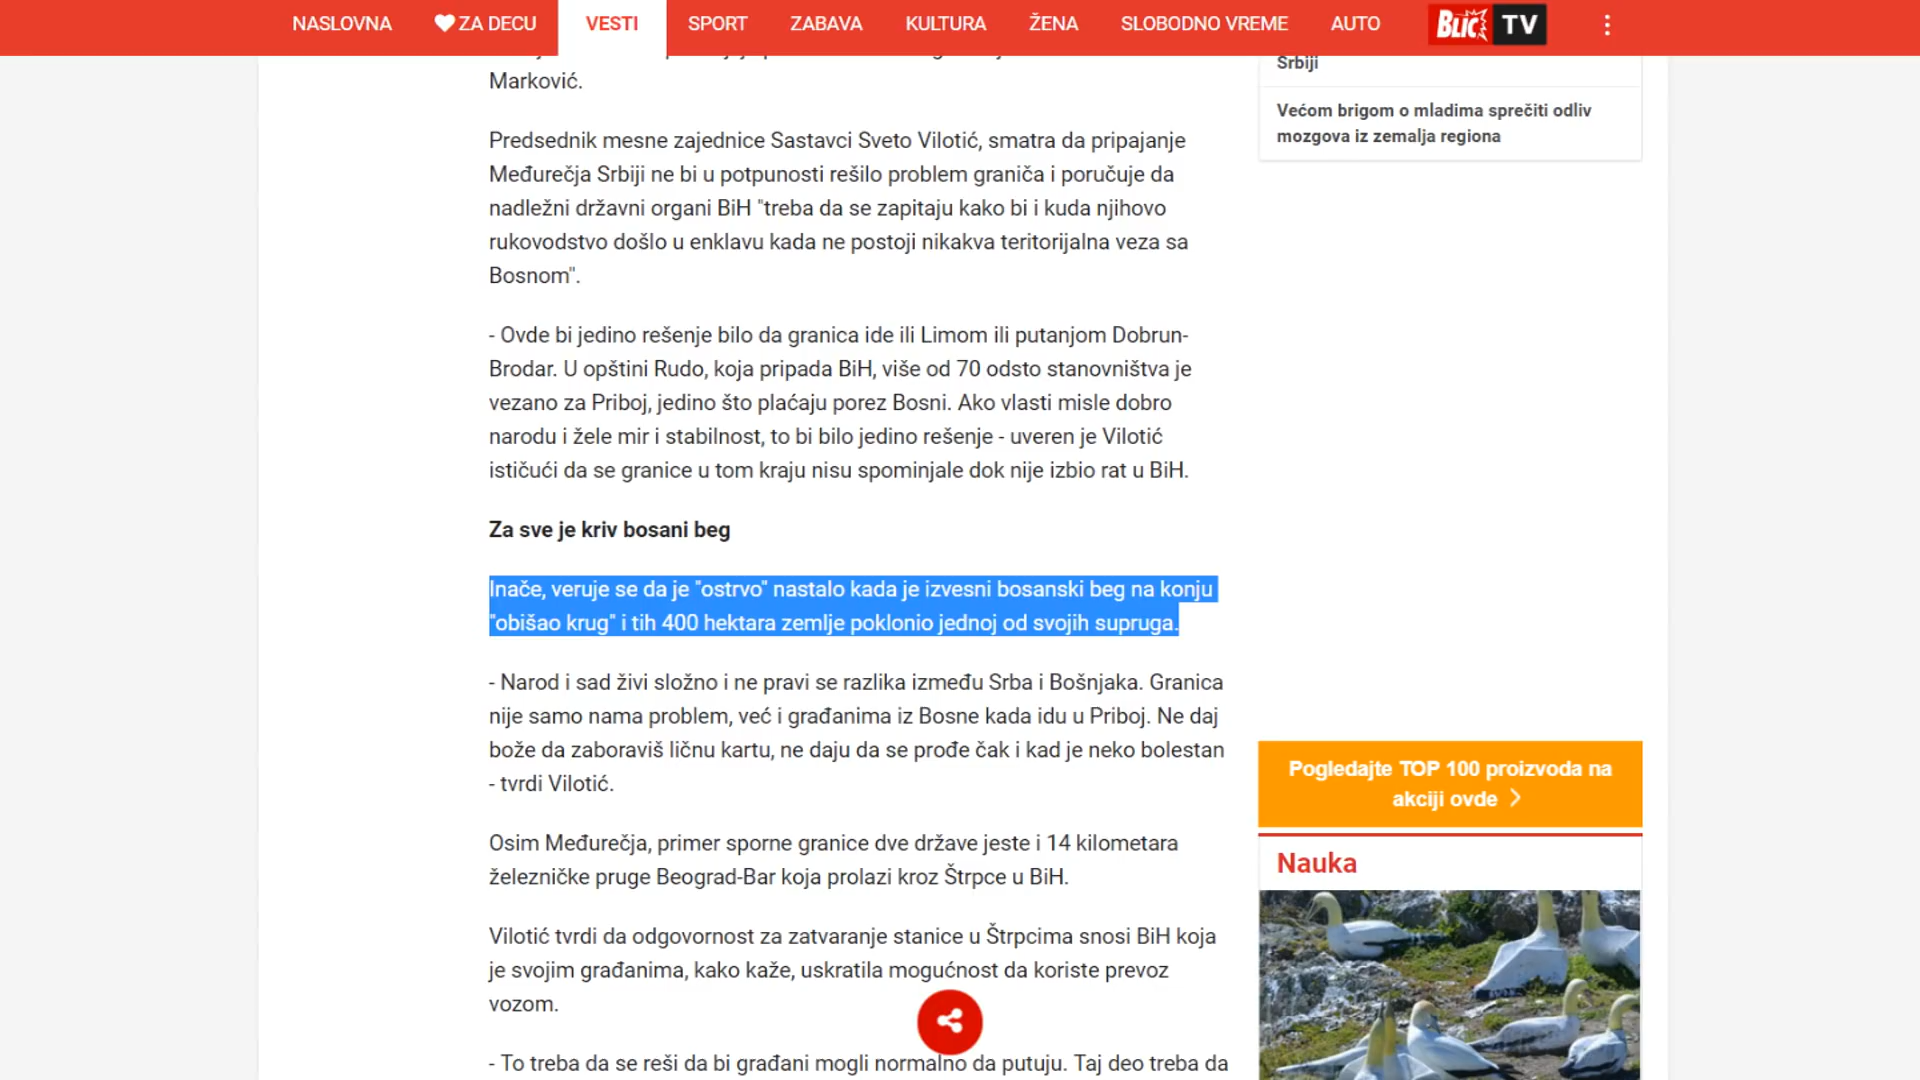 NASLOVNA
ZA DECU
VESTI
SPORT
ZABAVA
KULTURA
ŽENA
SLOBODNO VREME
AUTO
Blic TV
Marković.
Predsednik mesne zajednice Sastavci Sveto Vilotić, smatra da pripajanje
Međurečja Srbiji ne bi u potpunosti rešilo problem graniča i poručuje da
nadležni državni organi BiH "treba da se zapitaju kako bi i kuda njihovo
rukovodstvo došlo u enklavu kada ne postoji nikakva teritorijalna veza sa
Bosnom".
- Ovde bi jedino rešenje bilo da granica ide ili Limom ili putanjom Dobrun-
Brodar. U opštini Rudo, koja pripada BiH, više od 70 odsto stanovništva je
vezano za Priboj, jedino što plaćaju porez Bosni. Ako vlasti misle dobro
narodu i žele mir i stabilnost, to bi bilo jedino rešenje - uveren je Vilotić
ističući da se granice u tom kraju nisu spominjale dok nije izbio rat u BiH.
Za sve je kriv bosani beg
Inače, veruje se da je "ostrvo" nastalo kada je izvesni bosanski beg na konju
"obišao krug" i tih 400 hektara zemlje poklonio jednoj od svojih supruga.
- Narod i sad živi složno i ne pravi se razlika između Srba i Bošnjaka. Granica
nije samo nama problem, već i građanima iz Bosne kada idu u Priboj. Ne daj
bože da zaboraviš ličnu kartu, ne daju da se prođe čak i kad je neko bolestan
- tvrdi Vilotić.
Osim Međurečja, primer sporne granice dve države jeste i 14 kilometara
železničke pruge Beograd-Bar koja prolazi kroz Štrpce u BiH.
Vilotić tvrdi da odgovornost za zatvaranje stanice u Štrpcima snosi BiH koja
je svojim građanima, kako kaže, uskratila mogućnost da koriste prevoz
vozom.
- To treba da se reši da bi građani mogli normalno da putuju. Taj deo treba da
Srbiji
Većom brigom o mladima sprečiti odliv
mozgova iz zemalja regiona
Pogledajte TOP 100 proizvoda na
akciji ovde
Nauka